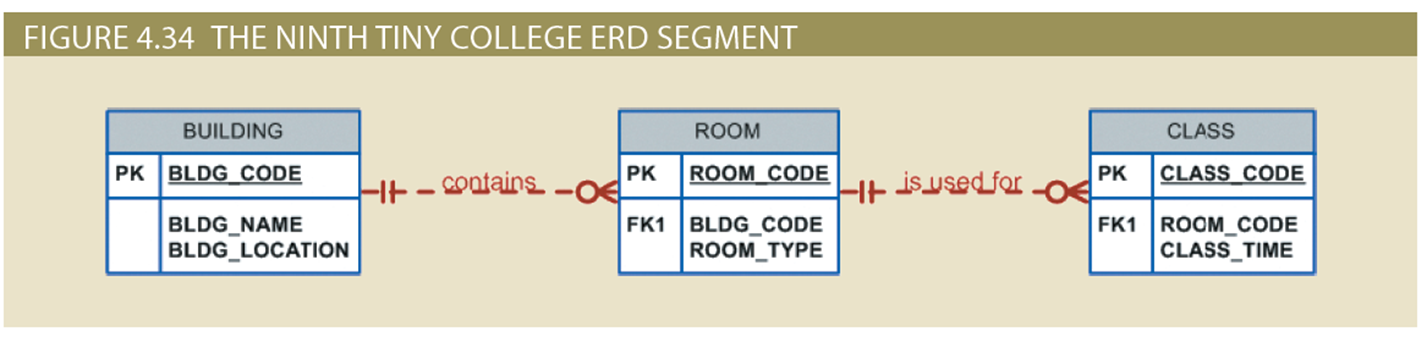 FIGURE 4.34 THE NINTH TINY COLLEGE ERD SEGMENT
BUILDING
PK BLDG_CODE
BLDG_NAME
BLDG_LOCATION
contains
ROOM
PK ROOM_CODE
FK1 BLDG_CODE
ROOM_TYPE
is used for
CLASS
PK CLASS_CODE
FK1 ROOM_CODE
CLASS_TIME